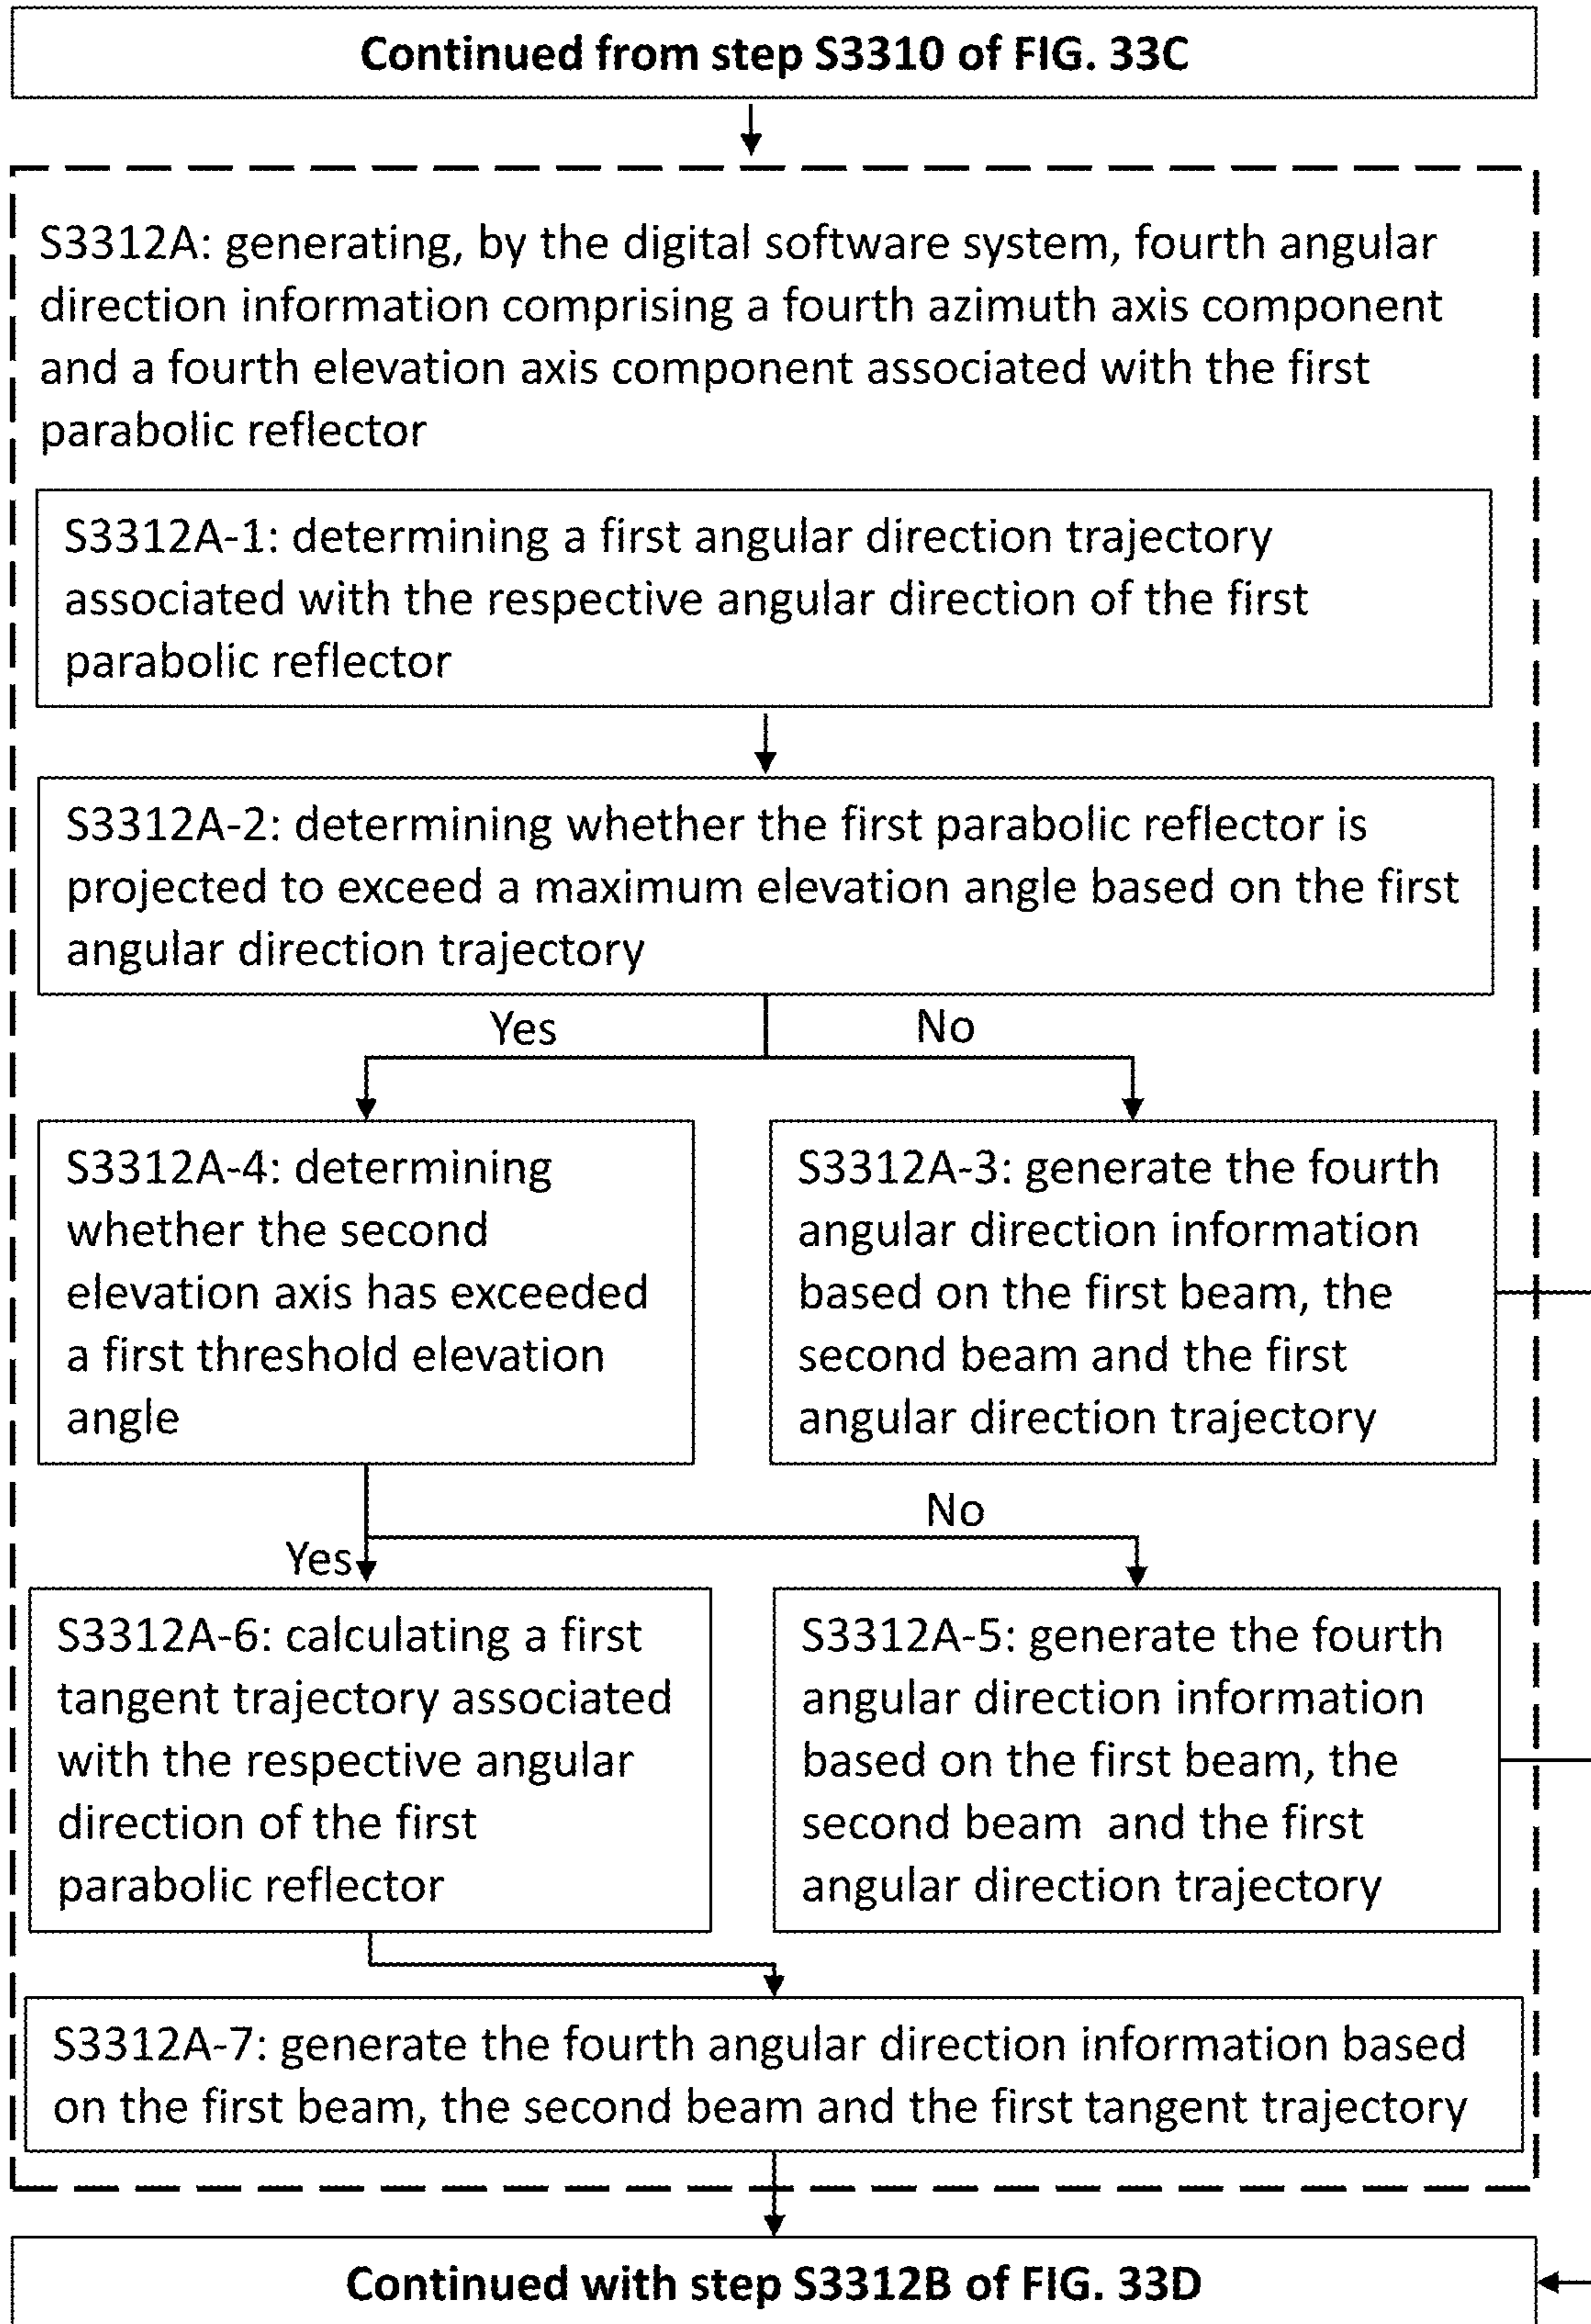 Continued from step S3310 of FIG. 33C
S3312A: generating, by the digital software system, fourth angular
direction information comprising a fourth azimuth axis component
and a fourth elevation axis component associated with the first
parabolic reflector
S3312A-1: determining a first angular direction trajectory
associated with the respective angular direction of the first
parabolic reflector
S3312A-2: determining whether the first parabolic reflector is
projected to exceed a maximum elevation angle based on the first
angular direction trajectory
Yes
No
S3312A-4: determining
whether the second
elevation axis has exceeded
a first threshold elevation
angle
S3312A-3: generate the fourth
angular direction information
based on the first beam, the
second beam and the first
angular direction trajectory
No
Yes
S3312A-6: calculating a first
tangent trajectory associated
with the respective angular
direction of the first
parabolic reflector
S3312A-5: generate the fourth
angular direction information
based on the first beam, the
second beam  and the first
angular direction trajectory
S3312A-7: generate the fourth angular direction information based
on the first beam, the second beam and the first tangent trajectory
Continued with step S3312B of FIG. 33D